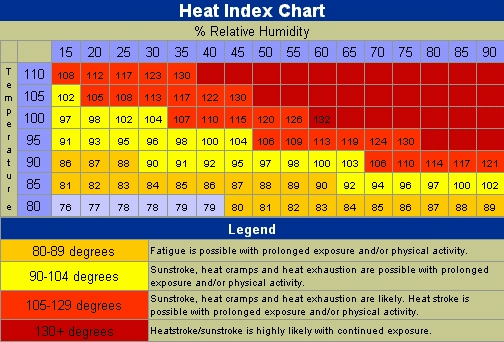 Heat Index Chart
% Relative Humidity
15 20 25 30 35 40 45 50 55 60 65 70 75 80 85 90
Temperature
110 108 112 117 123 130
105 102 105 108 113 117 122 130
100 97 98 102 104 107 110 115 120 126 132
95 91 93 95 96 98 100 104 106 109 113 119 124 130
90 86 87 88 90 91 92 95 97 98 100 103 106 110 114 117 121
85 81 82 83 84 85 86 87 88 89 90 92 94 96 97 100 102
80 76 77 78 78 79 79 80 81 82 83 84 85 86 87 88 89
Legend
80-89 degrees Fatigue is possible with prolonged exposure and/or physical activity.
90-104 degrees Sunstroke, heat cramps and heat exhaustion are possible with prolonged
exposure and/or physical activity.
105-129 degrees Sunstroke, heat cramps and heat exhaustion are likely. Heat stroke is
possible with prolonged exposure and/or physical activity.
130+ degrees Heatstroke/sunstroke is highly likely with continued exposure.